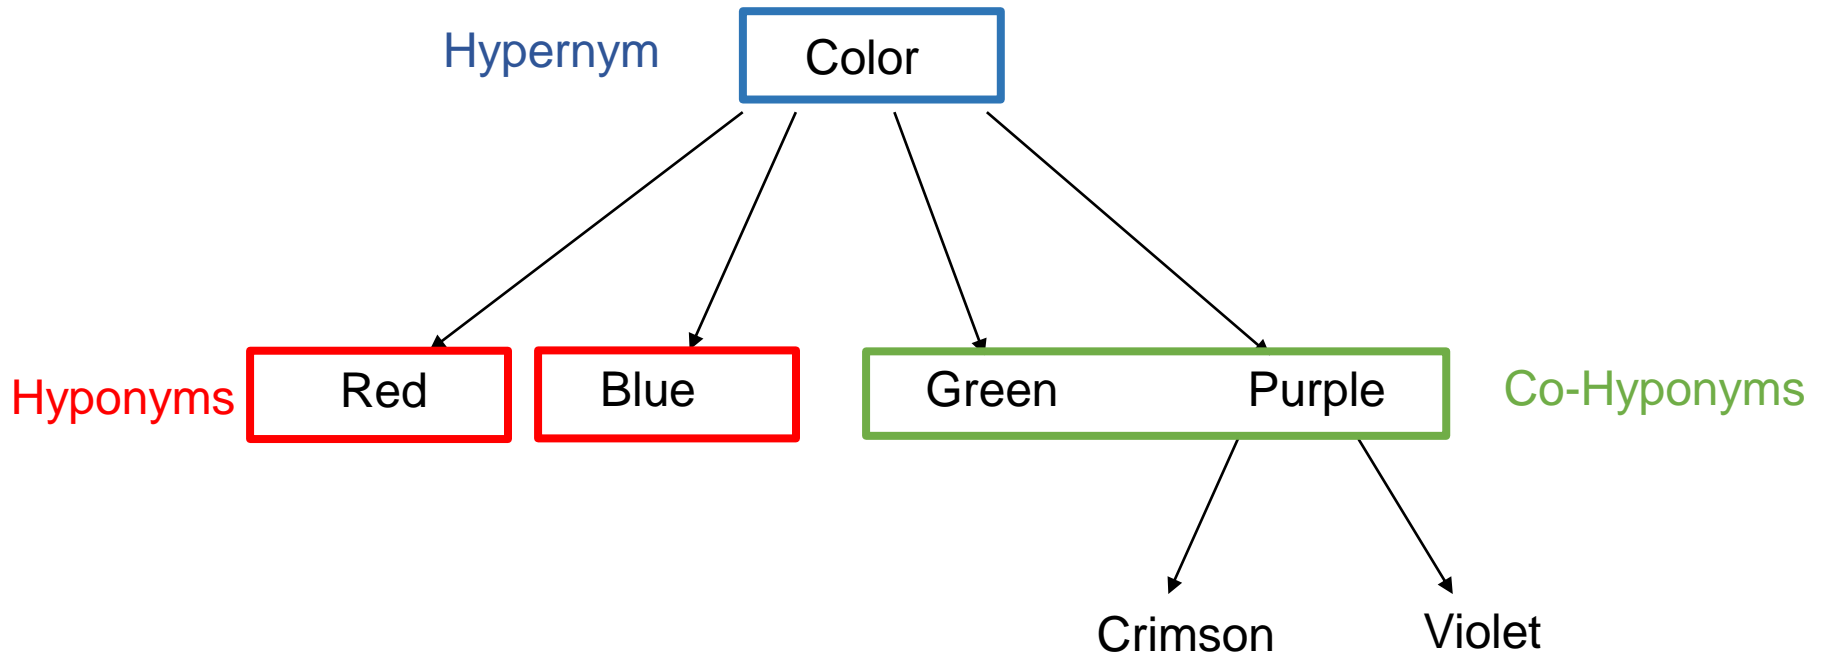 Hypernym
Color
Hyponyms
Red
Blue
Green
Purple
Co-Hyponyms
Crimson
Violet